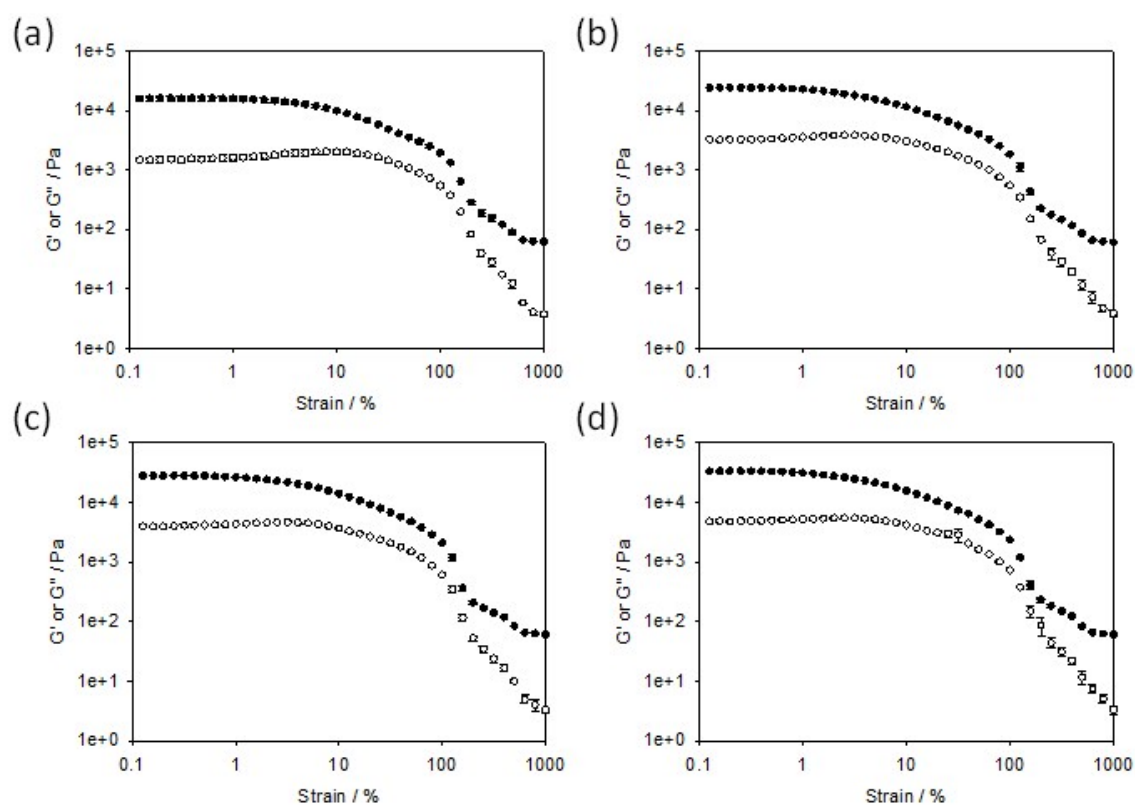 (a)
1e+5
1e+4
1e+3
1e+2
1e+1
1e+0
G' or G'' / Pa
0.1 1 10 100 1000
Strain / %
(b)
1e+5
1e+4
1e+3
1e+2
1e+1
1e+0
G' or G'' / Pa
0.1 1 10 100 1000
Strain / %
(c)
1e+5
1e+4
1e+3
1e+2
1e+1
1e+0
G' or G'' / Pa
0.1 1 10 100 1000
Strain / %
(d)
1e+5
1e+4
1e+3
1e+2
1e+1
1e+0
G' or G'' / Pa
0.1 1 10 100 1000
Strain / %